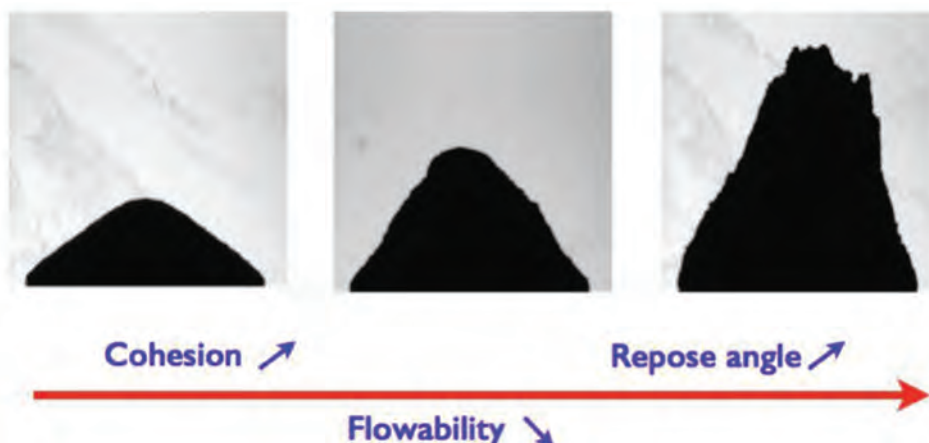 Cohesion ↗
Repose angle ↗
Flowability ↘